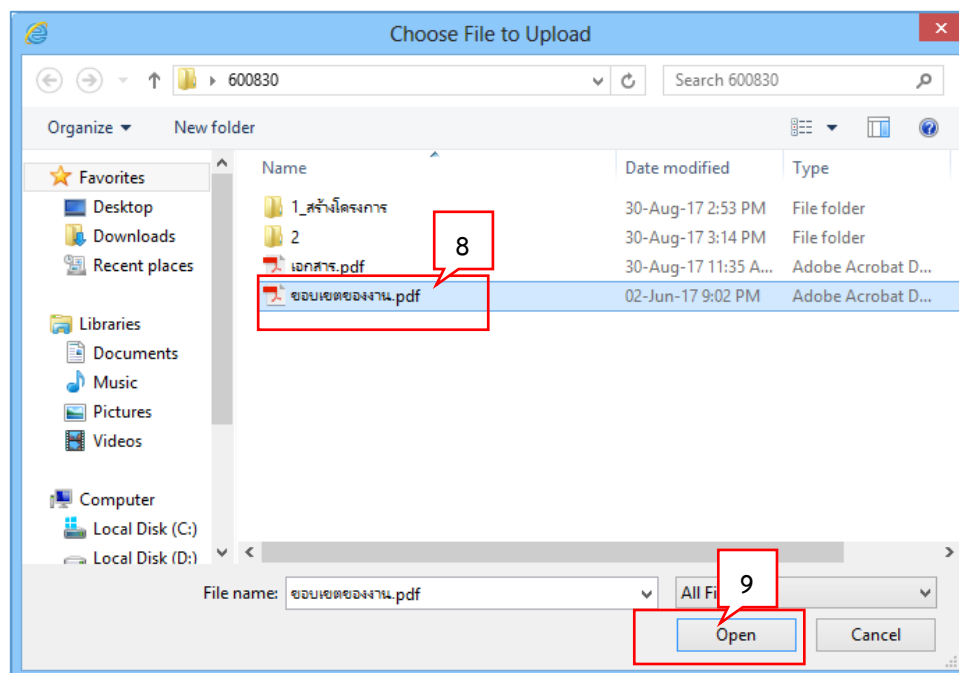 Choose File to Upload
600830
Search 600830
Organize
New folder
Name
Date modified
Type
Favorites
Desktop
Downloads
Recent places
Libraries
Documents
Music
Pictures
Videos
Computer
Local Disk (C:)
Local Disk (D:)
1_สร้างโครงการ
30-Aug-17 2:53 PM
File folder
2
30-Aug-17 3:14 PM
File folder
8
เอกสาร.pdf
30-Aug-17 11:35 A...
Adobe Acrobat D...
ขอบเขตของงาน.pdf
02-Jun-17 9:02 PM
Adobe Acrobat D...
File name:
ขอบเขตของงาน.pdf
All Fi
9
Open
Cancel